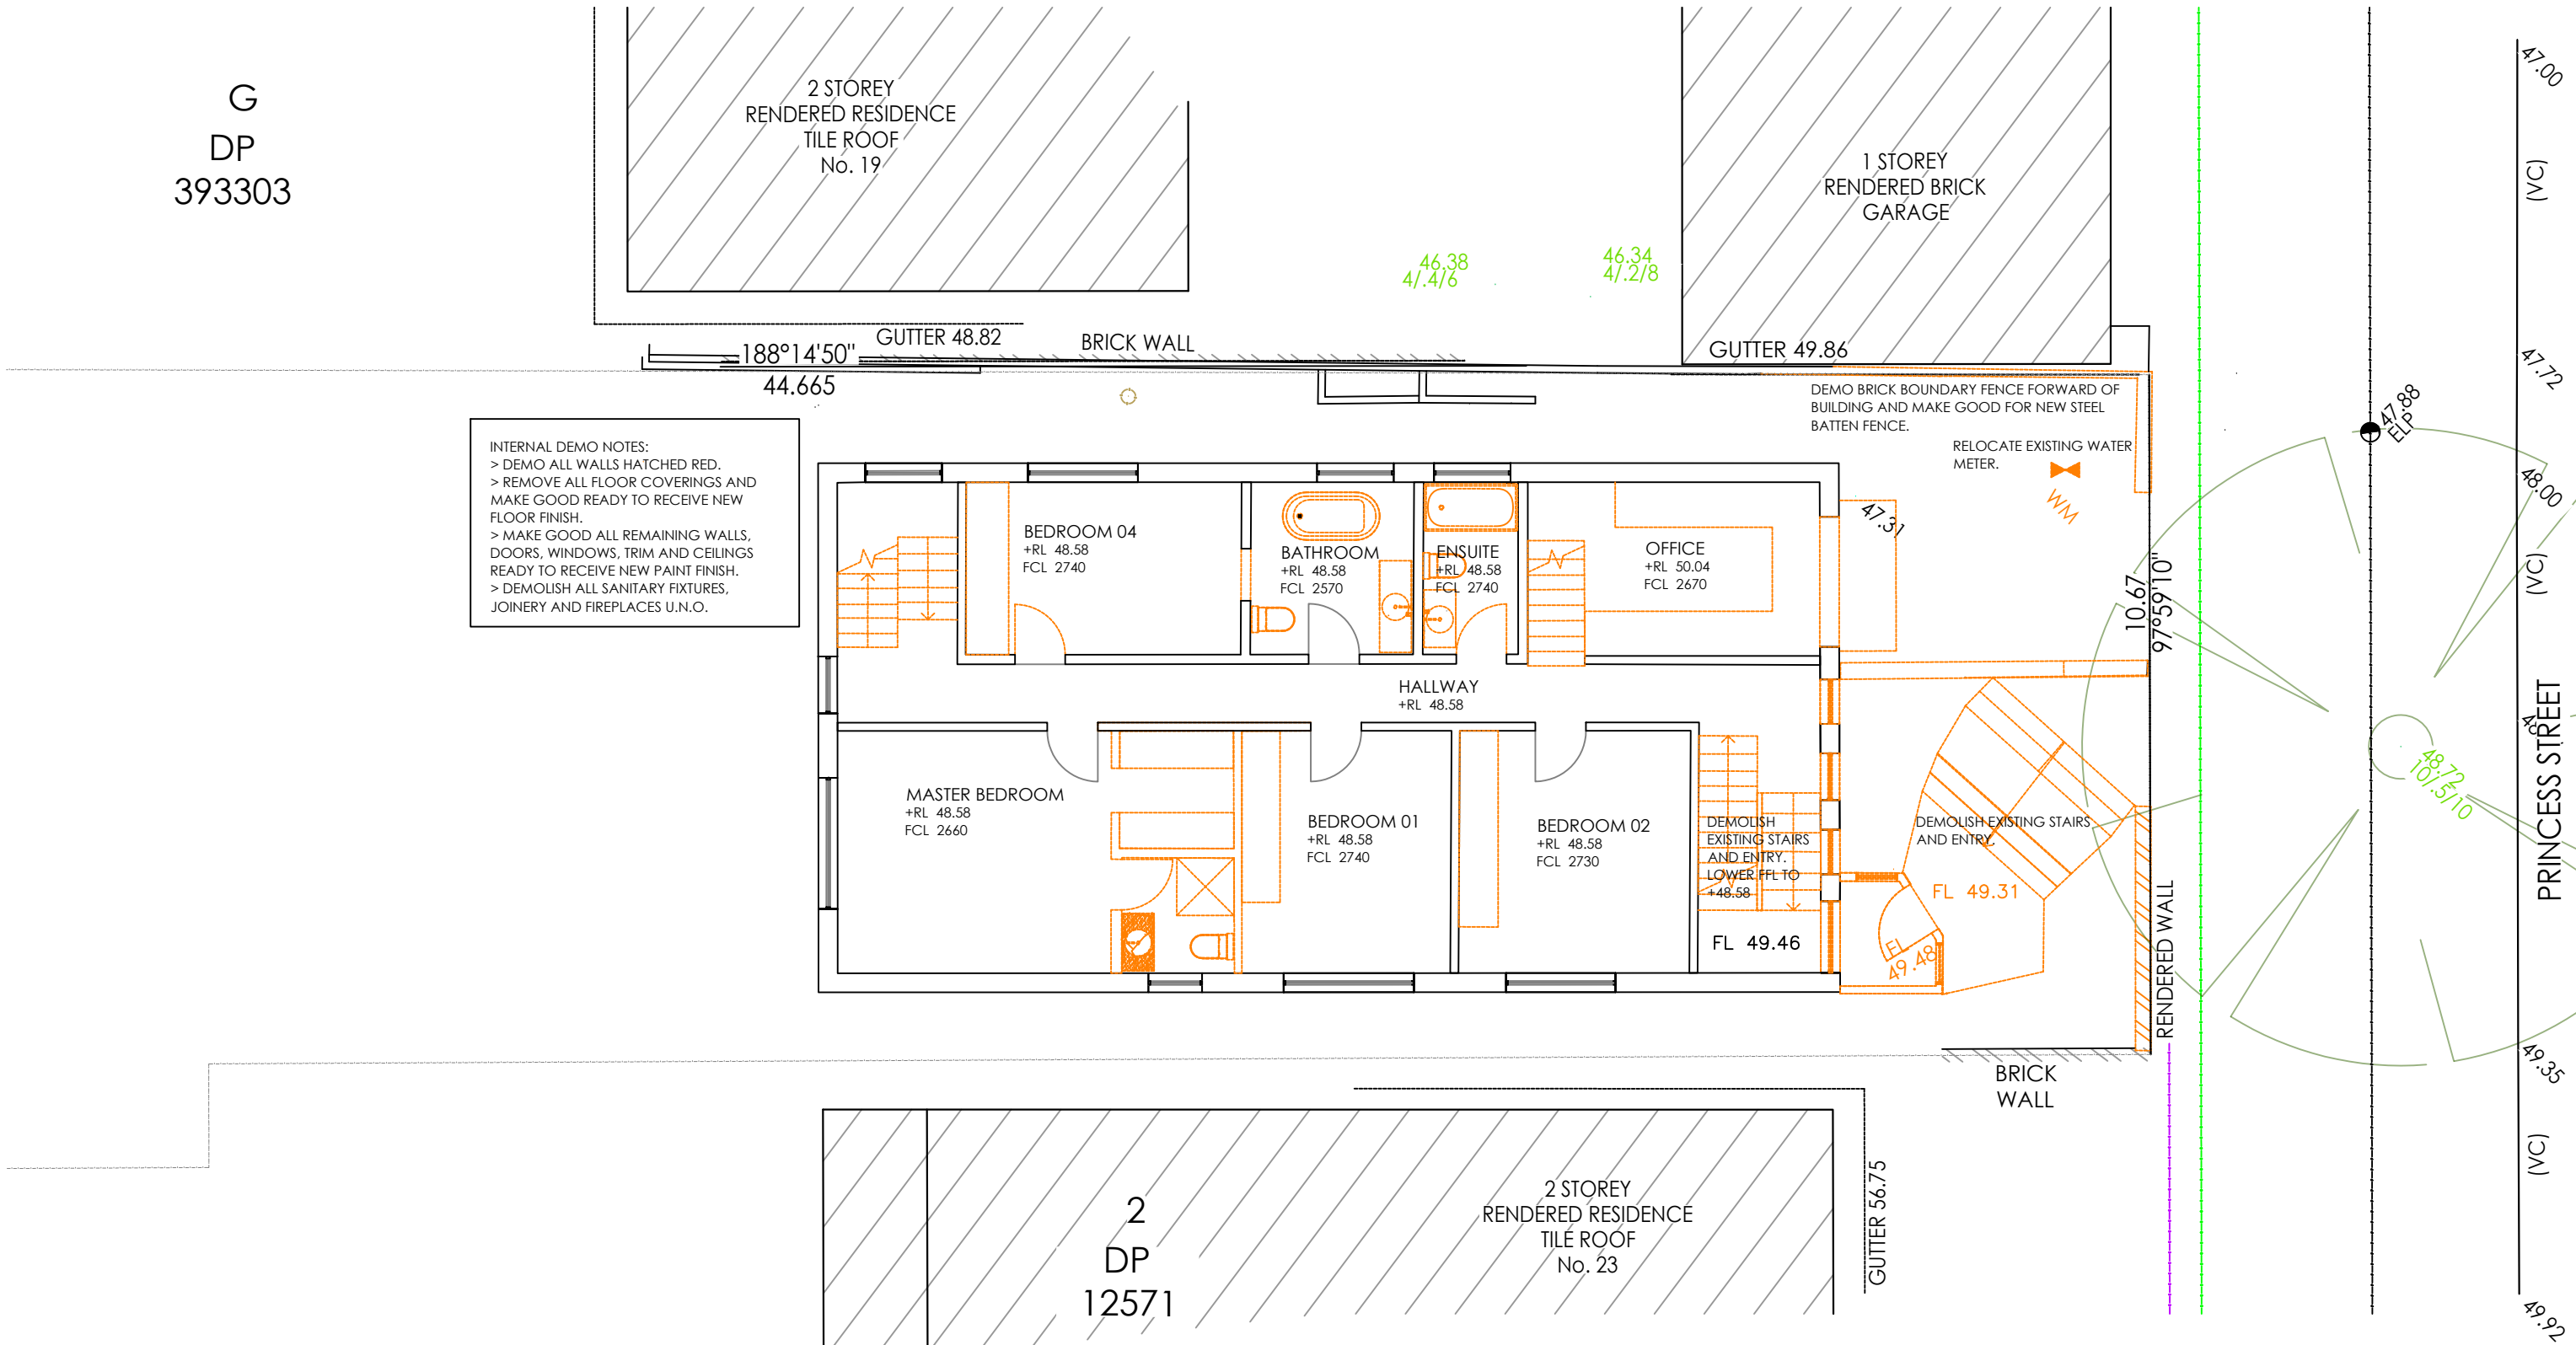 G
DP
393303
2 STOREY
RENDERED RESIDENCE
TILE ROOF
No. 19
1 STOREY
RENDERED BRICK
GARAGE
47.00
(VC)
46.38
4/.4/6
46.34
4/.2/8
GUTTER 48.82
BRICK WALL
GUTTER 49.86
188°14'50"
44.665
47.72
DEMO BRICK BOUNDARY FENCE FORWARD OF
BUILDING AND MAKE GOOD FOR NEW STEEL
BATTEN FENCE.
RELOCATE EXISTING WATER
METER.
WM
47.88
ELP
48.00
(VC)
INTERNAL DEMO NOTES:
> DEMO ALL WALLS HATCHED RED.
> REMOVE ALL FLOOR COVERINGS AND
MAKE GOOD READY TO RECEIVE NEW
FLOOR FINISH.
> MAKE GOOD ALL REMAINING WALLS,
DOORS, WINDOWS, TRIM AND CEILINGS
READY TO RECEIVE NEW PAINT FINISH.
> DEMOLISH ALL SANITARY FIXTURES,
JOINERY AND FIREPLACES U.N.O.
BEDROOM 04
+RL 48.58
FCL 2740
BATHROOM
+RL 48.58
FCL 2570
ENSUITE
+RL 48.58
FCL 2740
OFFICE
+RL 50.04
FCL 2670
47.31
10.67
97°59'10"
HALLWAY
+RL 48.58
MASTER BEDROOM
+RL 48.58
FCL 2660
BEDROOM 01
+RL 48.58
FCL 2740
BEDROOM 02
+RL 48.58
FCL 2730
DEMOLISH
EXISTING STAIRS
AND ENTRY.
LOWER FFL TO
+48.58
FL 49.46
DEMOLISH EXISTING STAIRS
AND ENTRY.
FL 49.31
FL
49.48
RENDERED WALL
48.72
10/.5/10
PRINCESS STREET
BRICK
WALL
49.35
(VC)
49.92
2
DP
12571
2 STOREY
RENDERED RESIDENCE
TILE ROOF
No. 23
GUTTER 56.75